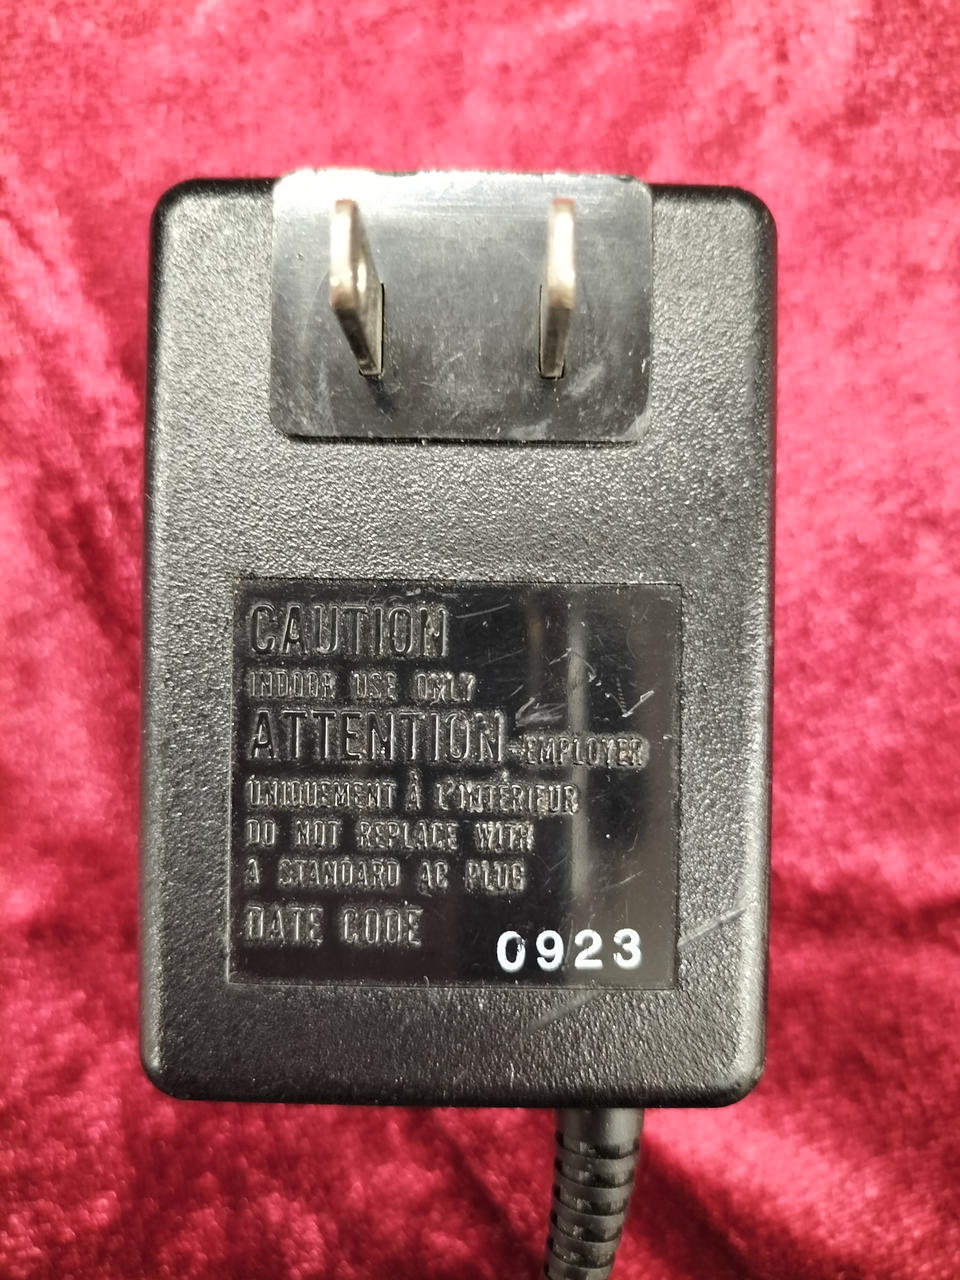 CAUTION
INDOOR USE ONLY
ATTENTION-EMPLOYER
UNIQUEMENT À L'INTÉRIEUR
DO NOT REPLACE WITH
A STANDARD AC PLUG
DATE CODE 0923